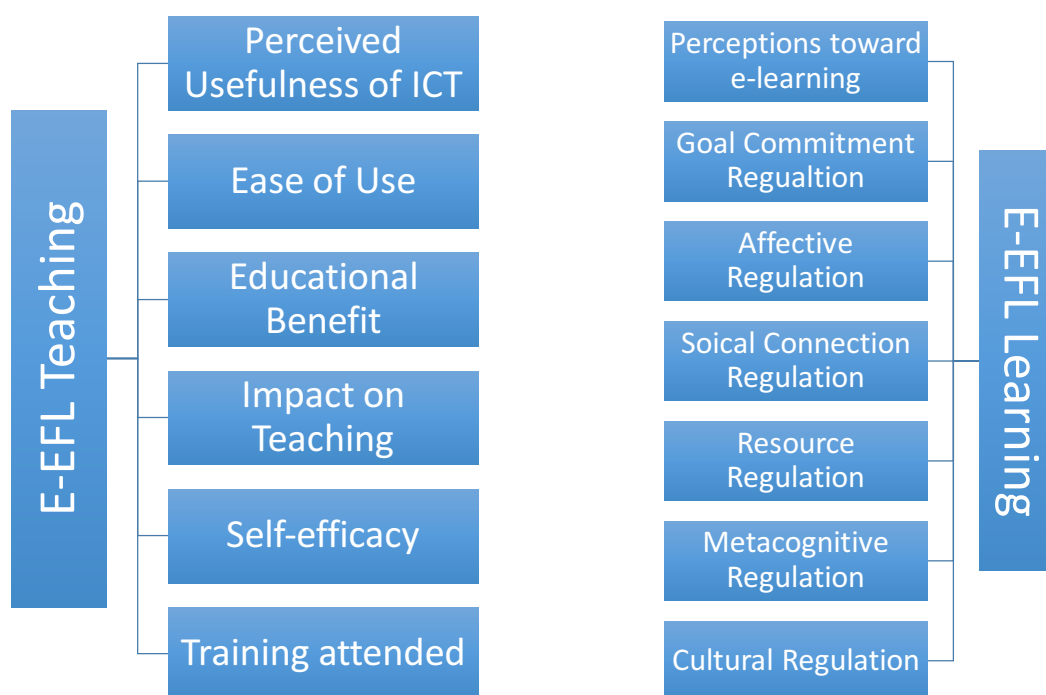 E-EFL Teaching
Perceived
Usefulness of ICT
Ease of Use
Educational
Benefit
Impact on
Teaching
Self-efficacy
Training attended
Perceptions toward
e-learning
Goal Commitment
Regualtion
Affective
Regulation
Soical Connection
Regulation
Resource
Regulation
Metacognitive
Regulation
Cultural Regulation
E-EFL Learning